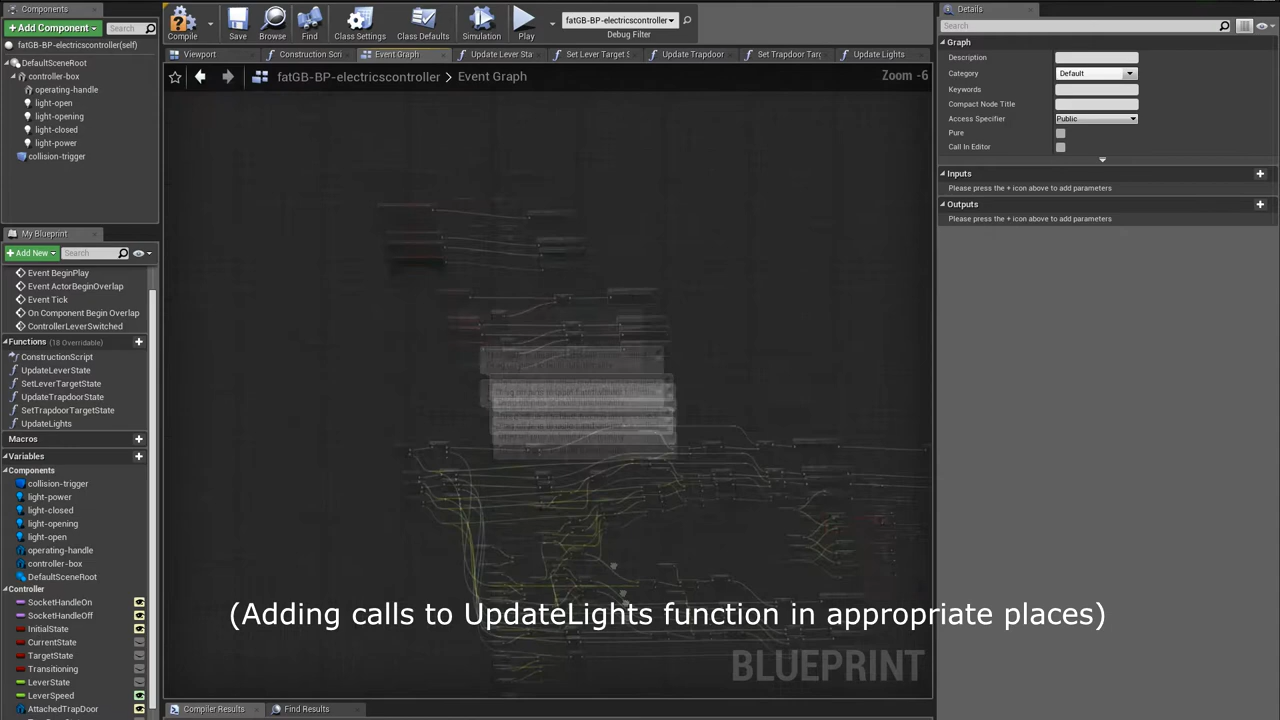 Components
Add Component
Search
fatGB-BP-electricscontroller(self)
DefaultSceneRoot
controller-box
operating-handle
light-open
light-opening
light-closed
light-power
collision-trigger
My Blueprint
Add New
Search
Event BeginPlay
Event ActorBeginOverlap
Event Tick
On Component Begin Overlap
ControllerLeverSwitched
Functions (18 Overridable)
ConstructionScript
UpdateLeverState
SetLeverTargetState
UpdateTrapdoorState
SetTrapdoorTargetState
UpdateLights
Macros
Variables
Components
collision-trigger
light-power
light-closed
light-opening
light-open
operating-handle
controller-box
DefaultSceneRoot
Controller
SocketHandleOn
SocketHandleOff
InitialState
CurrentState
TargetState
Transitioning
LeverState
LeverSpeed
AttachedTrapDoor
Compile
Save
Browse
Find
Class Settings
Class Defaults
Simulation
Play
fatGB-BP-electricscontroller
Debug Filter
Viewport
Construction Scri
Event Graph
Update Lever Sta
Set Lever Target S
Update Trapdoor
Set Trapdoor Targ
Update Lights
fatGB-BP-electricscontroller > Event Graph
Zoom -6
(Adding calls to UpdateLights function in appropriate places)
BLUEPRINT
Compiler Results
Find Results
Details
Search
Graph
Description
Category
Default
Keywords
Compact Node Title
Access Specifier
Public
Pure
Call In Editor
Inputs
Please press the + icon above to add parameters
Outputs
Please press the + icon above to add parameters